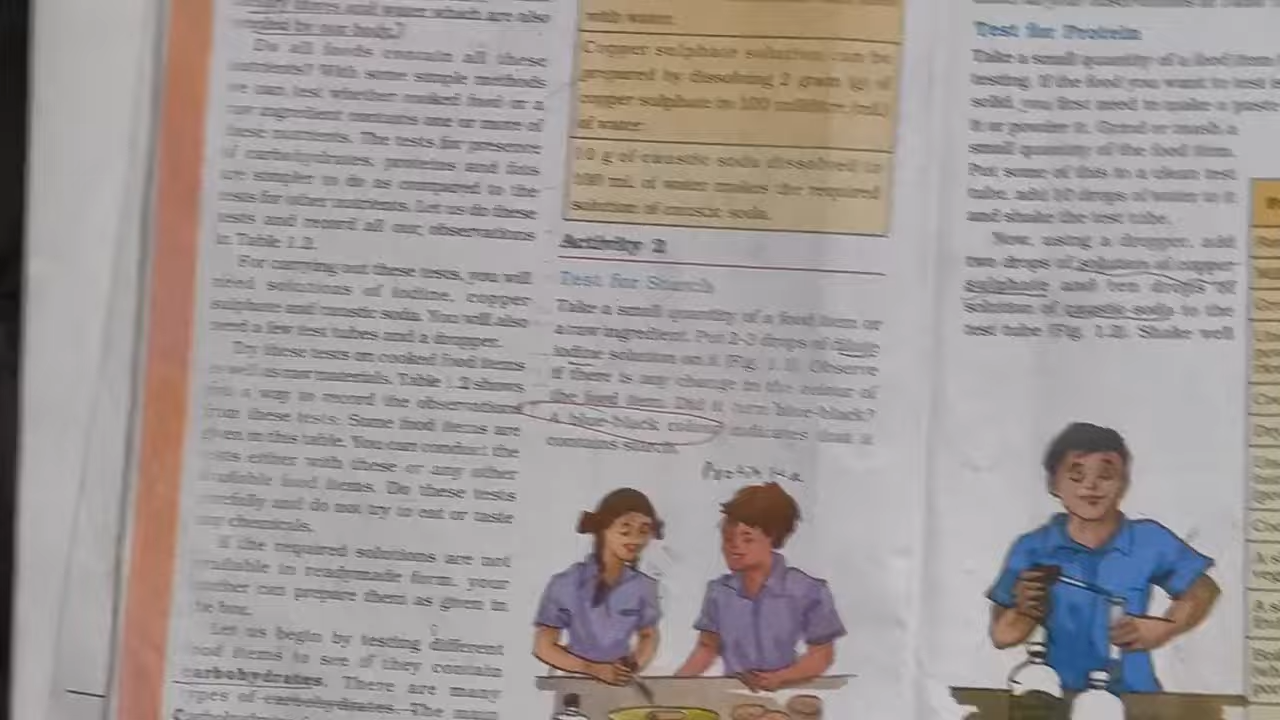 Do all foods contain all these
nutrients? With some simple methods
we can test whether cooked food or a
raw ingredient contains one or more of
these nutrients. The tests for presence
of carbohydrates, proteins and fats
are simpler to do as compared to the
tests for other nutrients. Let us do these
tests and record all our observations
in Table 1.2.
For carrying out these tests, you will
need solutions of iodine, copper
sulphate and caustic soda. You will also
need a few test tubes and a dropper.
Try these tests on cooked food items
as well as raw materials. Table 1.2 shows
a way to record the observations
from these tests. Some food items are
given in this table. You can conduct the
tests either with these or any other
available food items. Do these tests
carefully and do not try to eat or taste
any chemicals.
If the required solutions are not
available in readymade form, your
teacher can prepare them as given in
the box.
Let us begin by testing different
food items to see if they contain
carbohydrates. There are many
types of carbohydrates. The
with water.
Copper sulphate solution can be
prepared by dissolving 2 gram (g) of
copper sulphate in 100 millilitre (mL)
of water.
10 g of caustic soda dissolved in
100 mL of water makes the required
solution of caustic soda.
Activity 2
Test for Starch
Take a small quantity of a food item or
a raw ingredient. Put 2-3 drops of dilute
iodine solution on it (Fig. 1.1). Observe
if there is any change in the colour of
the food item. Did it turn blue-black?
A blue-black colour indicates that it
contains starch.
Test for Protein
Take a small quantity of a food item
testing. If the food you want to test
solid, you first need to make a paste
it or powder it. Grind or mash a
small quantity of the food item.
Put some of this in a clean test
tube, add 10 drops of water to it
and shake the test tube.
Now, using a dropper, add
two drops of solution of copper
sulphate and ten drops of
solution of caustic soda to the
test tube (Fig. 1.2). Shake well